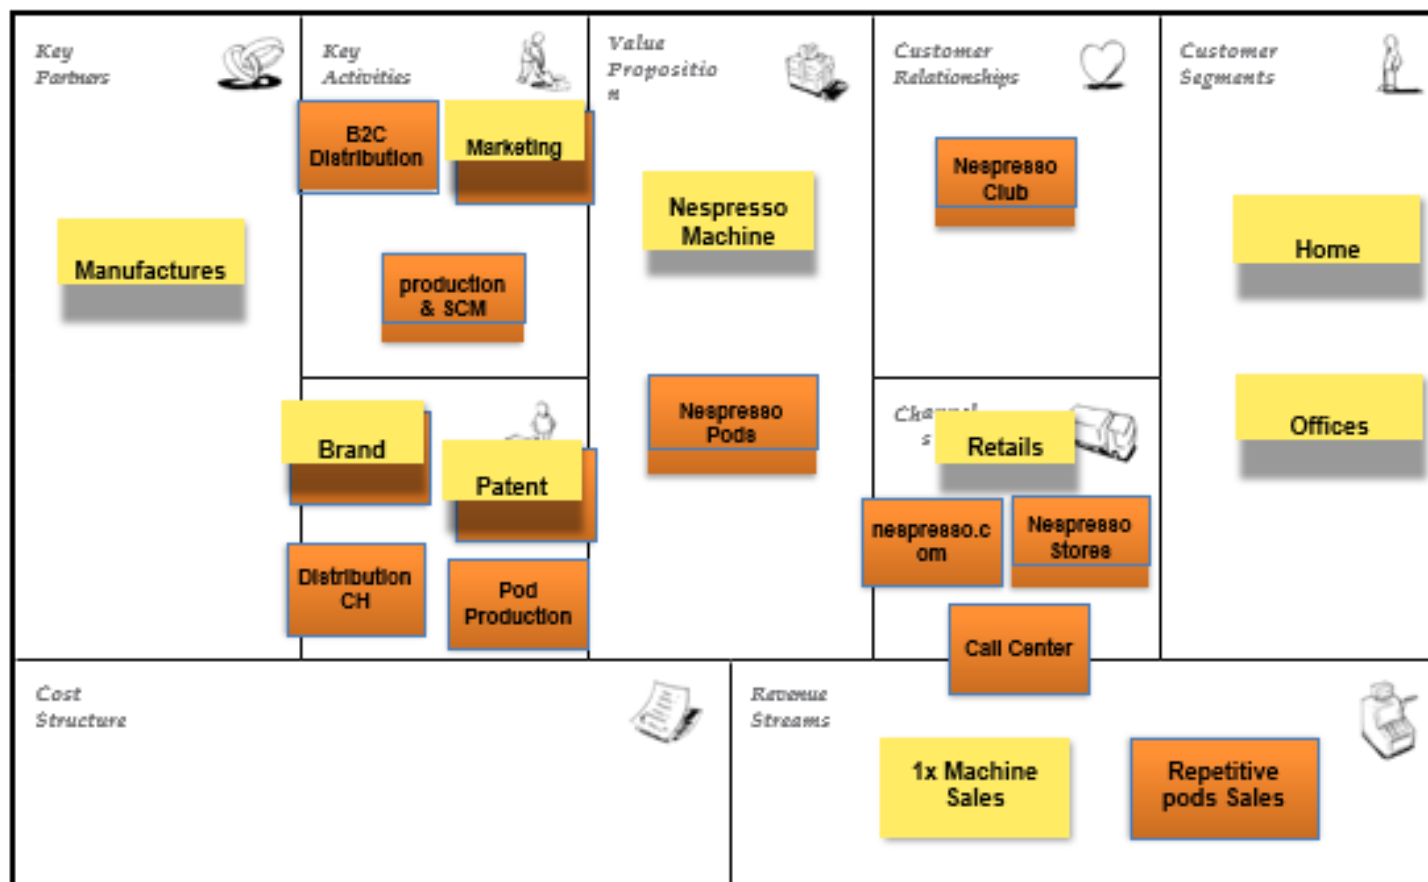 Key
Partners
Manufactures
Key
Activities
B2C
Distribution
Marketing
production
& SCM
Brand
Patent
Distribution
CH
Pod
Production
Value
Propositio
n
Nespresso
Machine
Nespresso
Pods
Customer
Relationships
Nespresso
Club
Channel
s
Retails
nespresso.c
om
Nespresso
Stores
Call Center
Customer
Segments
Home
Offices
Cost
Structure
Revenue
Streams
1x Machine
Sales
Repetitive
pods Sales